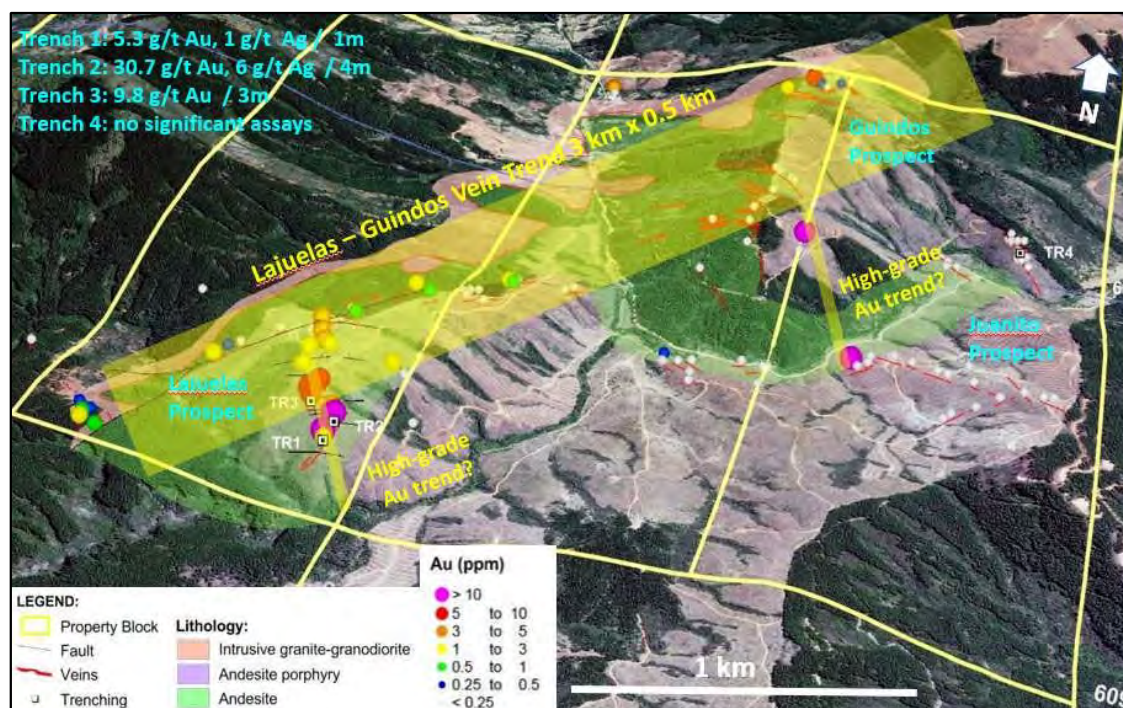 Trench 1: 5.3 g/t Au, 1 g/t Ag / 1m
Trench 2: 30.7 g/t Au, 6 g/t Ag / 4m
Trench 3: 9.8 g/t Au / 3m
Trench 4: no significant assays
N
Guindos
Prospect
Lajuelas – Guindos Vein Trend 3 km x 0.5 km
TR4
High-grade
Au trend?
Juanito
Prospect
Lajuelas
Prospect
TR3
TR2
TR1
High-grade
Au trend?
LEGEND:
Property Block
Fault
Veins
Trenching
Lithology:
Intrusive granite-granodiorite
Andesite porphyry
Andesite
Au (ppm)
> 10
5 to 10
3 to 5
1 to 3
0.5 to 1
0.25 to 0.5
< 0.25
1 km